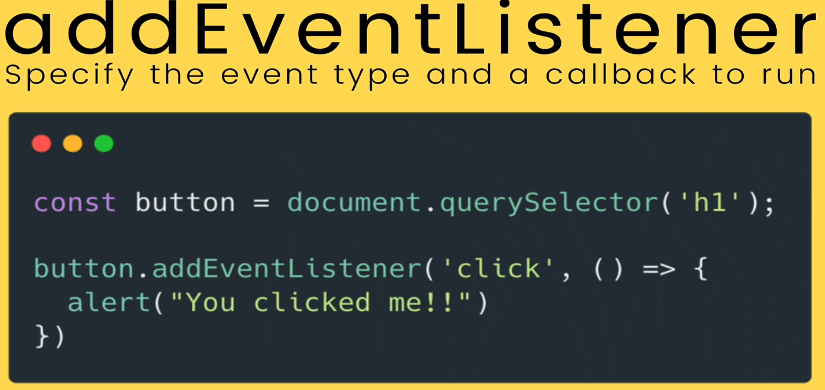 addEventListener
Specify the event type and a callback to run
const button = document.querySelector('h1');
button.addEventListener('click', () => {
  alert("You clicked me!!")
})